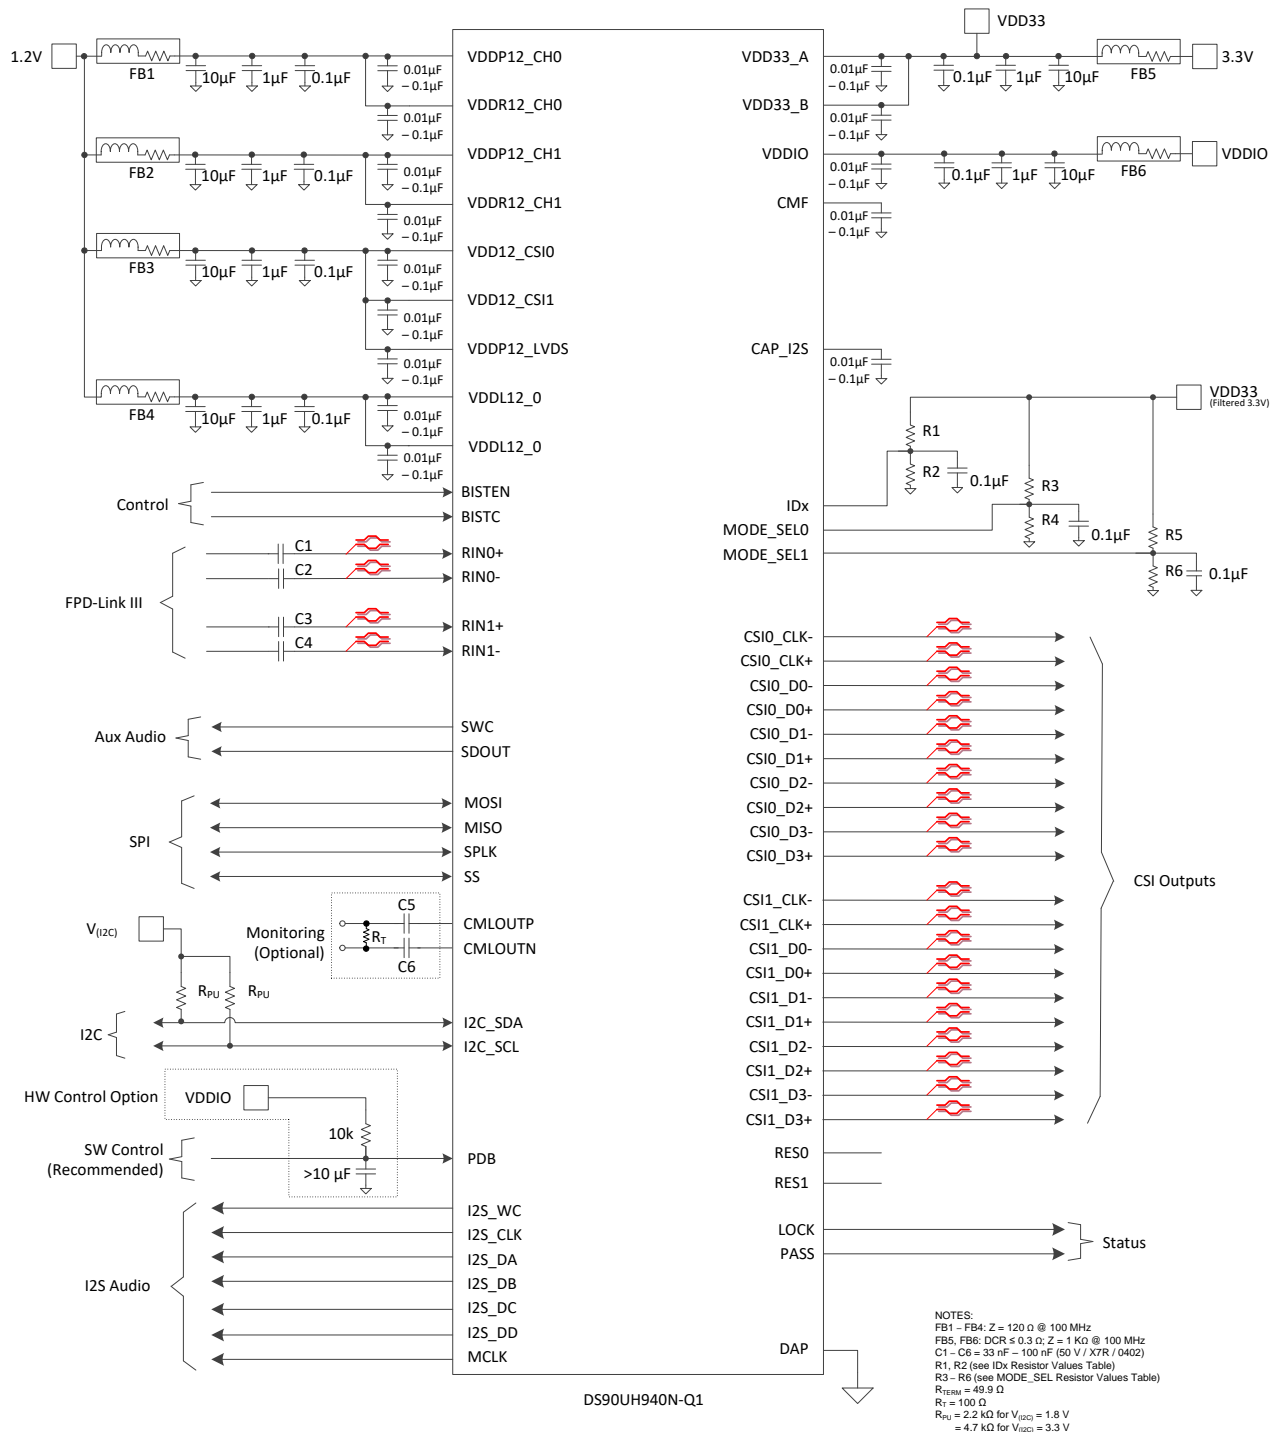 1.2V
FB1
10µF
1µF
0.1µF
0.01µF
– 0.1µF
VDDP12_CH0
0.01µF
– 0.1µF
VDDR12_CH0
FB2
10µF
1µF
0.1µF
0.01µF
– 0.1µF
VDDP12_CH1
0.01µF
– 0.1µF
VDDR12_CH1
FB3
10µF
1µF
0.1µF
0.01µF
– 0.1µF
VDD12_CSI0
0.01µF
– 0.1µF
VDD12_CSI1
0.01µF
– 0.1µF
VDDP12_LVDS
FB4
10µF
1µF
0.1µF
0.01µF
– 0.1µF
VDDL12_0
0.01µF
– 0.1µF
VDDL12_0
Control
BISTEN
BISTC
FPD-Link III
C1
RIN0+
C2
RIN0-
C3
RIN1+
C4
RIN1-
Aux Audio
SWC
SDOUT
SPI
MOSI
MISO
SPLK
SS
Monitoring
(Optional)
C5
RT
C6
CMLOUTP
CMLOUTN
V(I2C)
RPU
RPU
I2C
I2C_SDA
I2C_SCL
HW Control Option
VDDIO
10k
>10 µF
SW Control
(Recommended)
PDB
I2S Audio
I2S_WC
I2S_CLK
I2S_DA
I2S_DB
I2S_DC
I2S_DD
MCLK
VDD33
VDD33_A
0.01µF
– 0.1µF
0.1µF
1µF
10µF
FB5
3.3V
VDD33_B
0.01µF
– 0.1µF
VDDIO
0.01µF
– 0.1µF
0.1µF
1µF
10µF
FB6
VDDIO
CMF
0.01µF
– 0.1µF
CAP_I2S
0.01µF
– 0.1µF
VDD33
(Filtered 3.3V)
R1
R2
0.1µF
R3
R4
0.1µF
R5
R6
0.1µF
IDx
MODE_SEL0
MODE_SEL1
CSI0_CLK-
CSI0_CLK+
CSI0_D0-
CSI0_D0+
CSI0_D1-
CSI0_D1+
CSI0_D2-
CSI0_D2+
CSI0_D3-
CSI0_D3+
CSI1_CLK-
CSI1_CLK+
CSI1_D0-
CSI1_D0+
CSI1_D1-
CSI1_D1+
CSI1_D2-
CSI1_D2+
CSI1_D3-
CSI1_D3+
CSI Outputs
RES0
RES1
LOCK
PASS
Status
DAP
DS90UH940N-Q1
NOTES:
FB1 – FB4: Z = 120 Ω @ 100 MHz
FB5, FB6: DCR ≤ 0.3 Ω; Z = 1 KΩ @ 100 MHz
C1 – C6 = 33 nF – 100 nF (50 V / X7R / 0402)
R1, R2 (see IDx Resistor Values Table)
R3 – R6 (see MODE_SEL Resistor Values Table)
RTERM = 49.9 Ω
RT = 100 Ω
RPU = 2.2 kΩ for V(I2C) = 1.8 V
= 4.7 kΩ for V(I2C) = 3.3 V